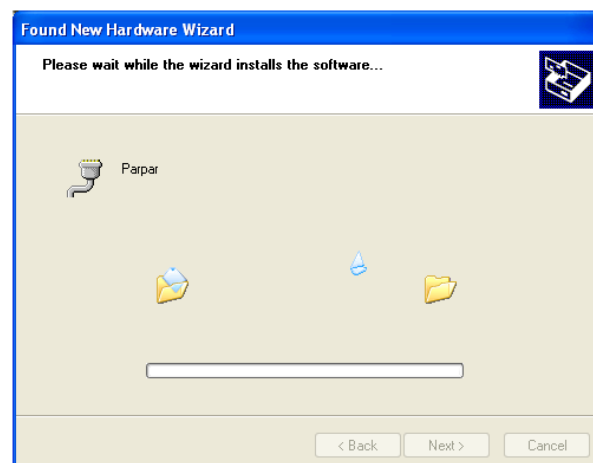 Found New Hardware Wizard
Please wait while the wizard installs the software...
Parpar
< Back
Next >
Cancel